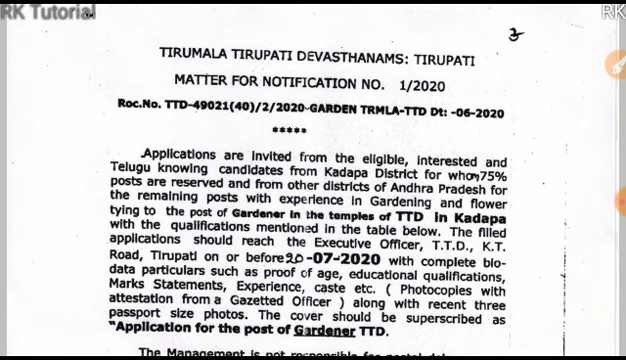 RK Tutorial
RK
3
TIRUMALA TIRUPATI DEVASTHANAMS: TIRUPATI
MATTER FOR NOTIFICATION NO. 1/2020
Roc.No. TTD-49021(40)/2/2020-GARDEN TRMLA-TTD Dt: -06-2020
*****
Applications are invited from the eligible, interested and
Telugu knowing candidates from Kadapa District for whom 75%
posts are reserved and from other districts of Andhra Pradesh for
the remaining posts with experience in Gardening and flower
tying to the post of Gardener in the temples of TTD in Kadapa
with the qualifications mentioned in the table below. The filled
applications should reach the Executive Officer, T.T.D., K.T.
Road, Tirupati on or before 20-07-2020 with complete bio-
data particulars such as proof of age, educational qualifications,
Marks Statements, Experience, caste etc. ( Photocopies with
attestation from a Gazetted Officer ) along with recent three
passport size photos. The cover should be superscribed as
"Application for the post of Gardener TTD.
The Management is not responsible for postal